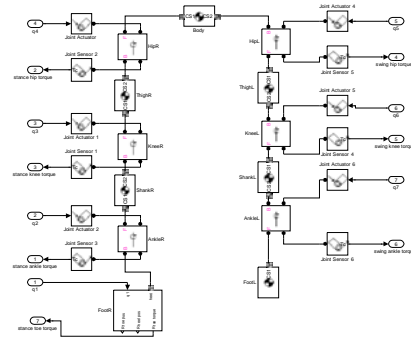 Joint Actuator 4
4
q4
CS1
CS2
Body
5
q5
Joint Actuator
HipR
HipL
Joint Sensor 2
2
stance hip torque
4
swing hip torque
Joint Sensor 5
ThighR
ThighL
Joint Actuator 5
3
q3
6
q6
Joint Actuator 1
KneeR
KneeL
Joint Sensor 1
3
stance knee torque
5
swing knee torque
Joint Sensor 4
ShankR
ShankL
Joint Actuator 6
2
q2
7
q7
Joint Actuator 2
AnkleR
AnkleL
Joint Sensor 3
1
stance ankle torque
6
swing ankle torque
Joint Sensor 6
1
q1
FootR
FootL
7
stance toe torque